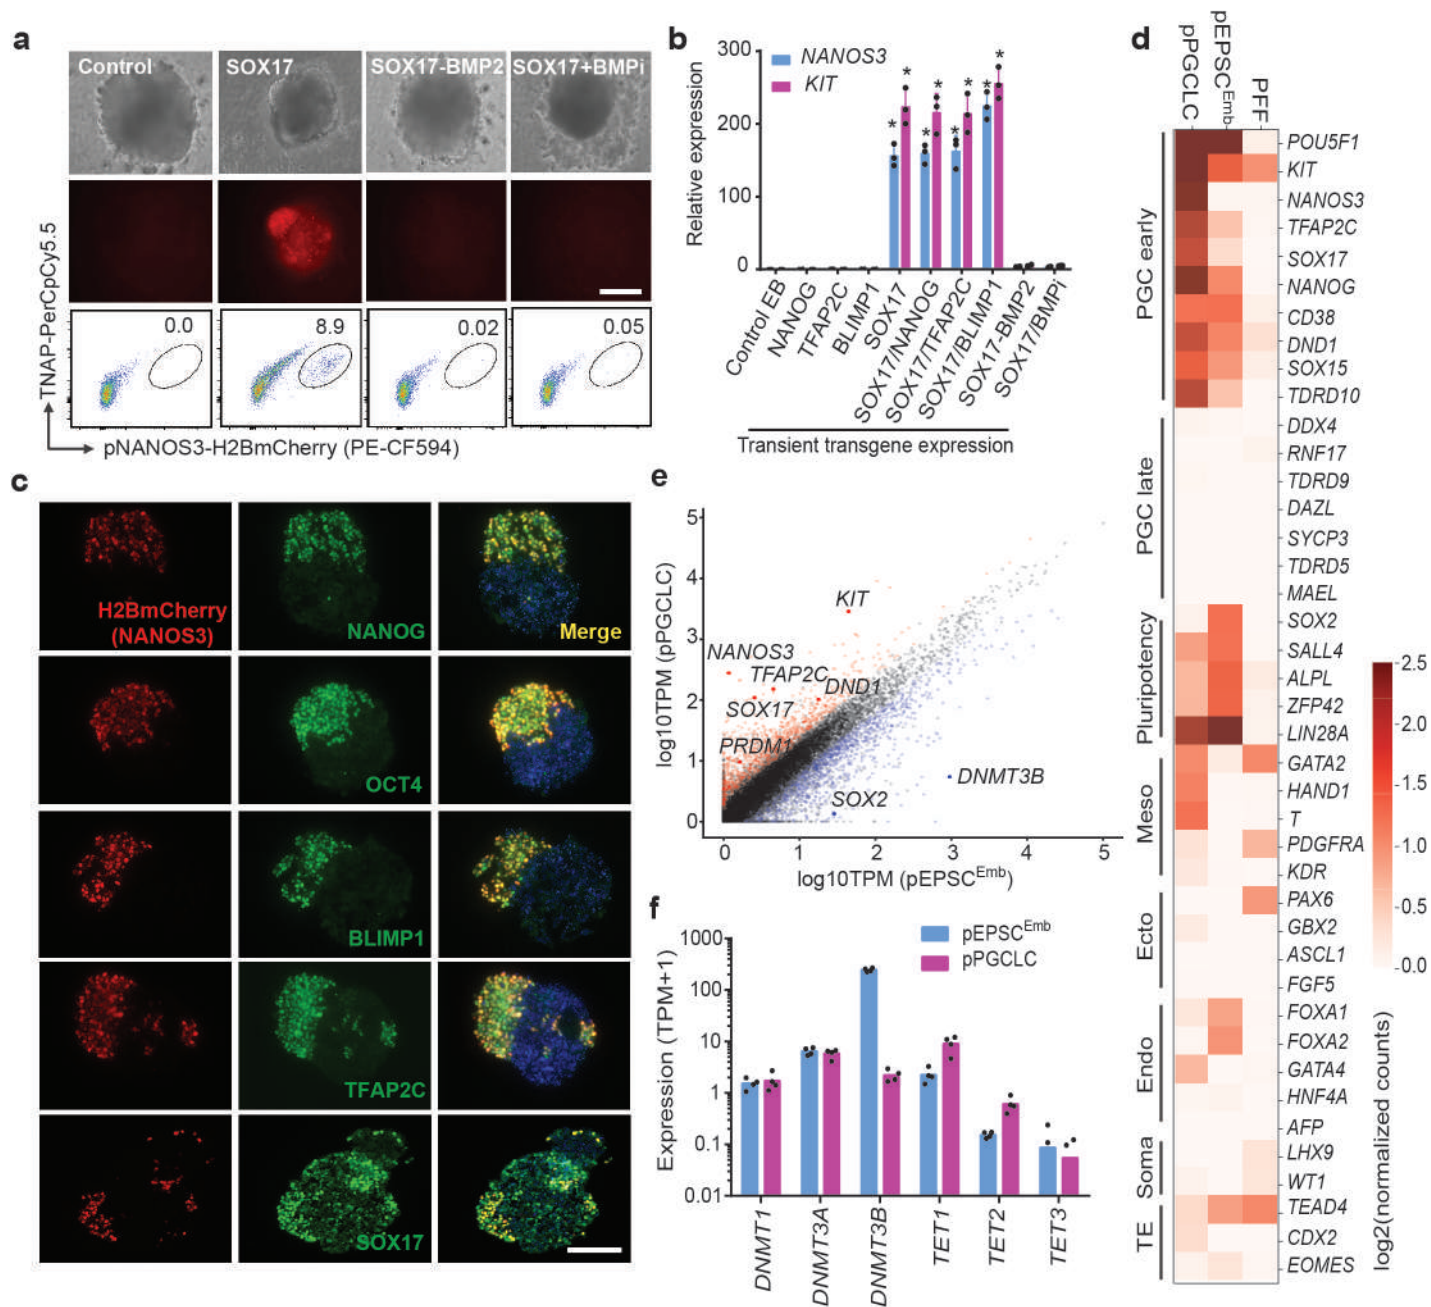 a
Control
SOX17
SOX17-BMP2
SOX17+BMPi
TNAP-PerCpCy5.5
0.0
8.9
0.02
0.05
pNANOS3-H2BmCherry (PE-CF594)
b
Relative expression
300
200
100
0
NANOS3
KIT
* * * * * * * *
Control EB
NANOG
TFAP2C
BLIMP1
SOX17
SOX17/NANOG
SOX17/TFAP2C
SOX17/BLIMP1
SOX17-BMP2
SOX17/BMPi
Transient transgene expression
c
H2BmCherry
(NANOS3)
NANOG
Merge
OCT4
BLIMP1
TFAP2C
SOX17
d
pPGCLC
pEPSCEmb
PFF
PGC early
POU5F1
KIT
NANOS3
TFAP2C
SOX17
NANOG
CD38
DND1
SOX15
TDRD10
PGC late
DDX4
RNF17
TDRD9
DAZL
SYCP3
TDRD5
MAEL
Pluripotency
SOX2
SALL4
ALPL
ZFP42
LIN28A
Meso
GATA2
HAND1
T
PDGFRA
KDR
Ecto
PAX6
GBX2
ASCL1
FGF5
Endo
FOXA1
FOXA2
GATA4
HNF4A
AFP
Soma
LHX9
WT1
TE
TEAD4
CDX2
EOMES
2.5
2.0
1.5
1.0
0.5
0.0
log2(normalized counts)
e
log10TPM (pPGCLC)
5
4
3
2
1
0
KIT
NANOS3
TFAP2C
DND1
SOX17
PRDM1
DNMT3B
SOX2
0 1 2 3 4 5
log10TPM (pEPSCEmb)
f
Expression (TPM+1)
1000
100
10
1
0.1
0.01
pEPSCEmb
pPGCLC
DNMT1
DNMT3A
DNMT3B
TET1
TET2
TET3